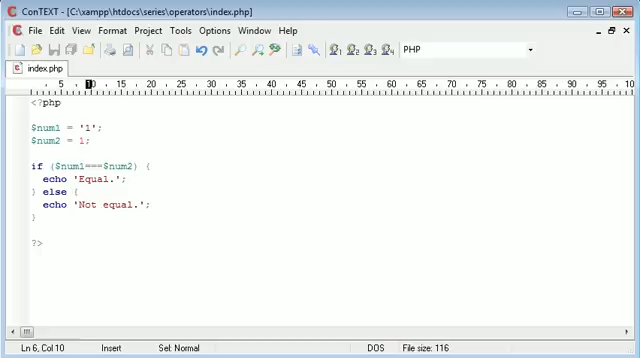 ConTEXT - [C:\xampp\htdocs\series\operators\index.php]
File Edit View Format Project Tools Options Window Help
PHP
index.php
5 10 15 20 25 30 35 40 45 50 55 60 65 70 75 80 85 90 95 10
<?php
$num1 = '1';
$num2 = 1;
if ($num1===$num2) {
echo 'Equal.';
} else {
echo 'Not equal.';
}
?>
Ln 6, Col 10 Insert Sel: Normal DOS File size: 116